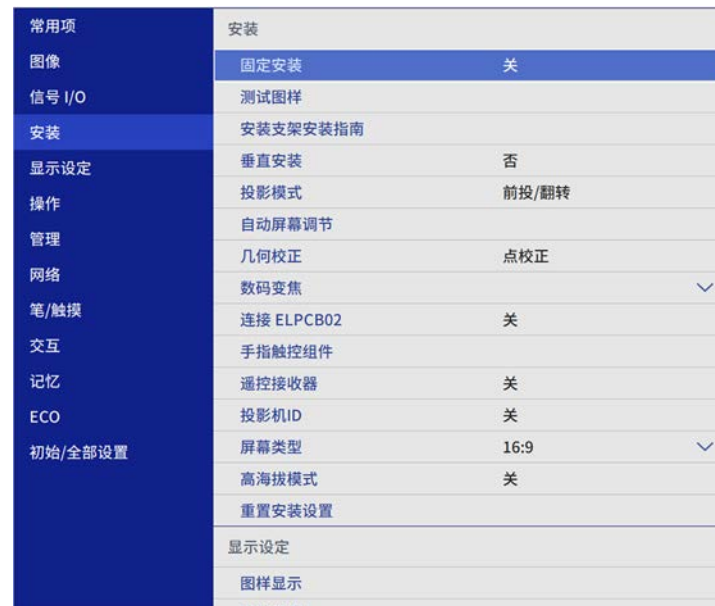 常用项
图像
信号 I/O
安装
显示设定
操作
管理
网络
笔/触摸
交互
记忆
ECO
初始/全部设置
安装
固定安装 关
测试图样
安装支架安装指南
垂直安装 否
投影模式 前投/翻转
自动屏幕调节
几何校正 点校正
数码变焦
连接 ELPCB02 关
手指触控组件
遥控接收器 关
投影机ID 关
屏幕类型 16:9
高海拔模式 关
重置安装设置
显示设定
图样显示